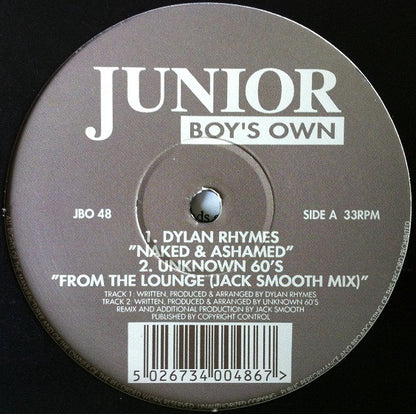 JUNIOR
BOY'S OWN
JBO 48
SIDE A 33RPM
ds
1. DYLAN RHYMES
"NAKED & ASHAMED"
2. UNKNOWN 60'S
"FROM THE LOUNGE (JACK SMOOTH MIX)"
TRACK 1: WRITTEN, PRODUCED & ARRANGED BY DYLAN RHYMES
TRACK 2: WRITTEN, PRODUCED & ARRANGED BY UNKNOWN 60'S
REMIX AND ADDITIONAL PRODUCTION BY JACK SMOOTH
PUBLISHED BY COPYRIGHT CONTROL
5 026734 004867 >